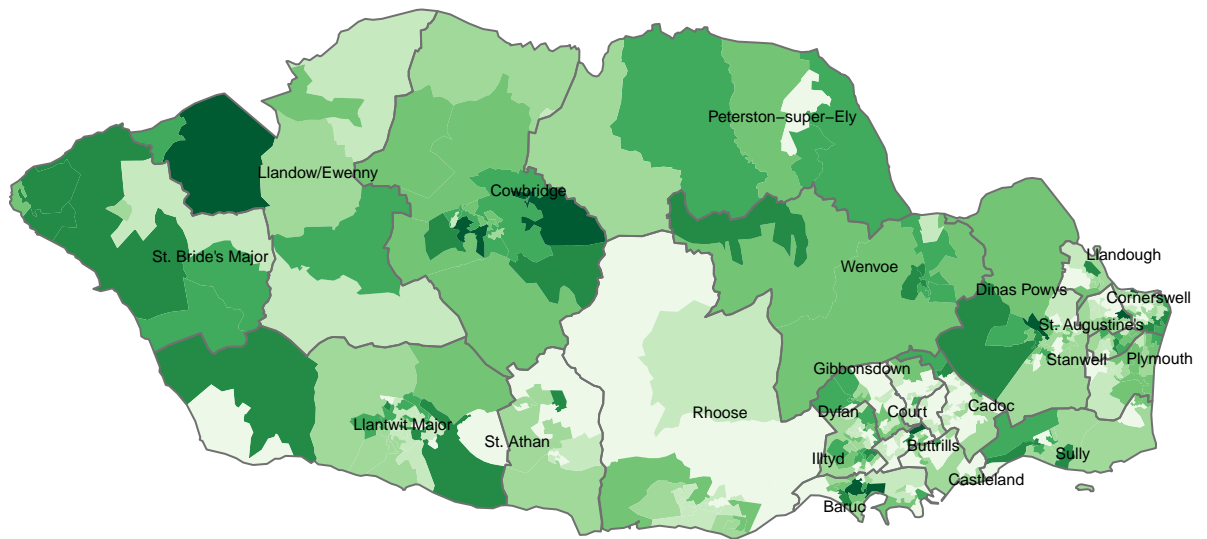 Peterston−super−Ely
Llandow/Ewenny
Cowbridge
St. Bride's Major
Wenvoe
Llandough
Dinas Powys
Cornerswell
St. Augustine's
Stanwell
Plymouth
Gibbonsdown
Rhoose
Dyfan
Court
Cadoc
Llantwit Major
St. Athan
Buttrills
Illtyd
Sully
Castleland
Baruc